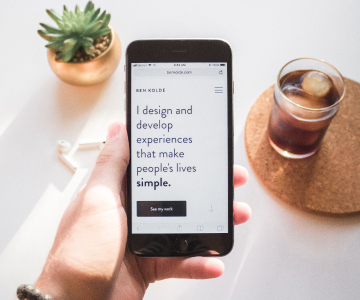 benkolde.com
BEN KOLDE
I design and
develop
experiences
that make
people's lives
simple.
See my work